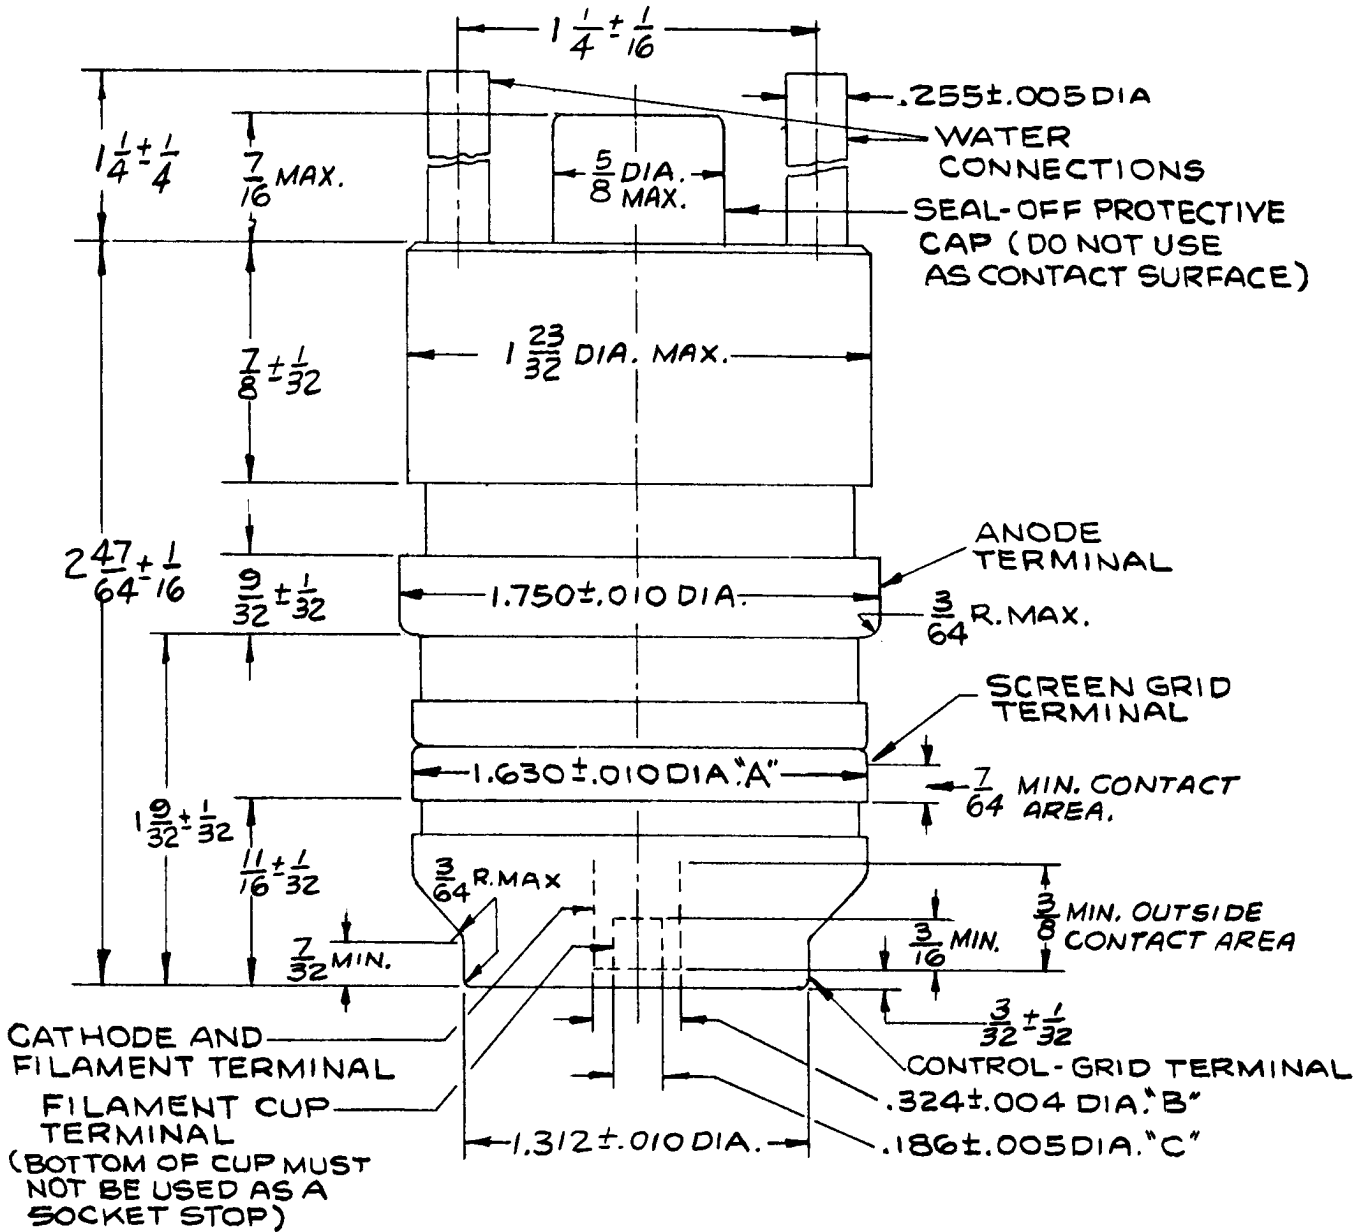 1 1/4 ± 1/16
.255±.005 DIA
WATER
CONNECTIONS
1 1/4 ± 1/4
7/16 MAX.
5/8 DIA.
MAX.
SEAL-OFF PROTECTIVE
CAP (DO NOT USE
AS CONTACT SURFACE)
1 23/32 DIA. MAX.
7/8 ± 1/32
ANODE
TERMINAL
2 47/64 ± 1/16
9/32 ± 1/32
1.750±.010 DIA.
3/64 R. MAX.
SCREEN GRID
TERMINAL
1.630±.010 DIA. "A"
7/64 MIN. CONTACT
AREA.
1 9/32 ± 1/32
11/16 ± 1/32
3/64 R. MAX
3/8 MIN. OUTSIDE
CONTACT AREA
7/32 MIN.
3/16 MIN.
3/32 ± 1/32
CATHODE AND
FILAMENT TERMINAL
CONTROL-GRID TERMINAL
FILAMENT CUP
TERMINAL
(BOTTOM OF CUP MUST
NOT BE USED AS A
SOCKET STOP)
.324±.004 DIA. "B"
1.312±.010 DIA.
.186±.005 DIA. "C"